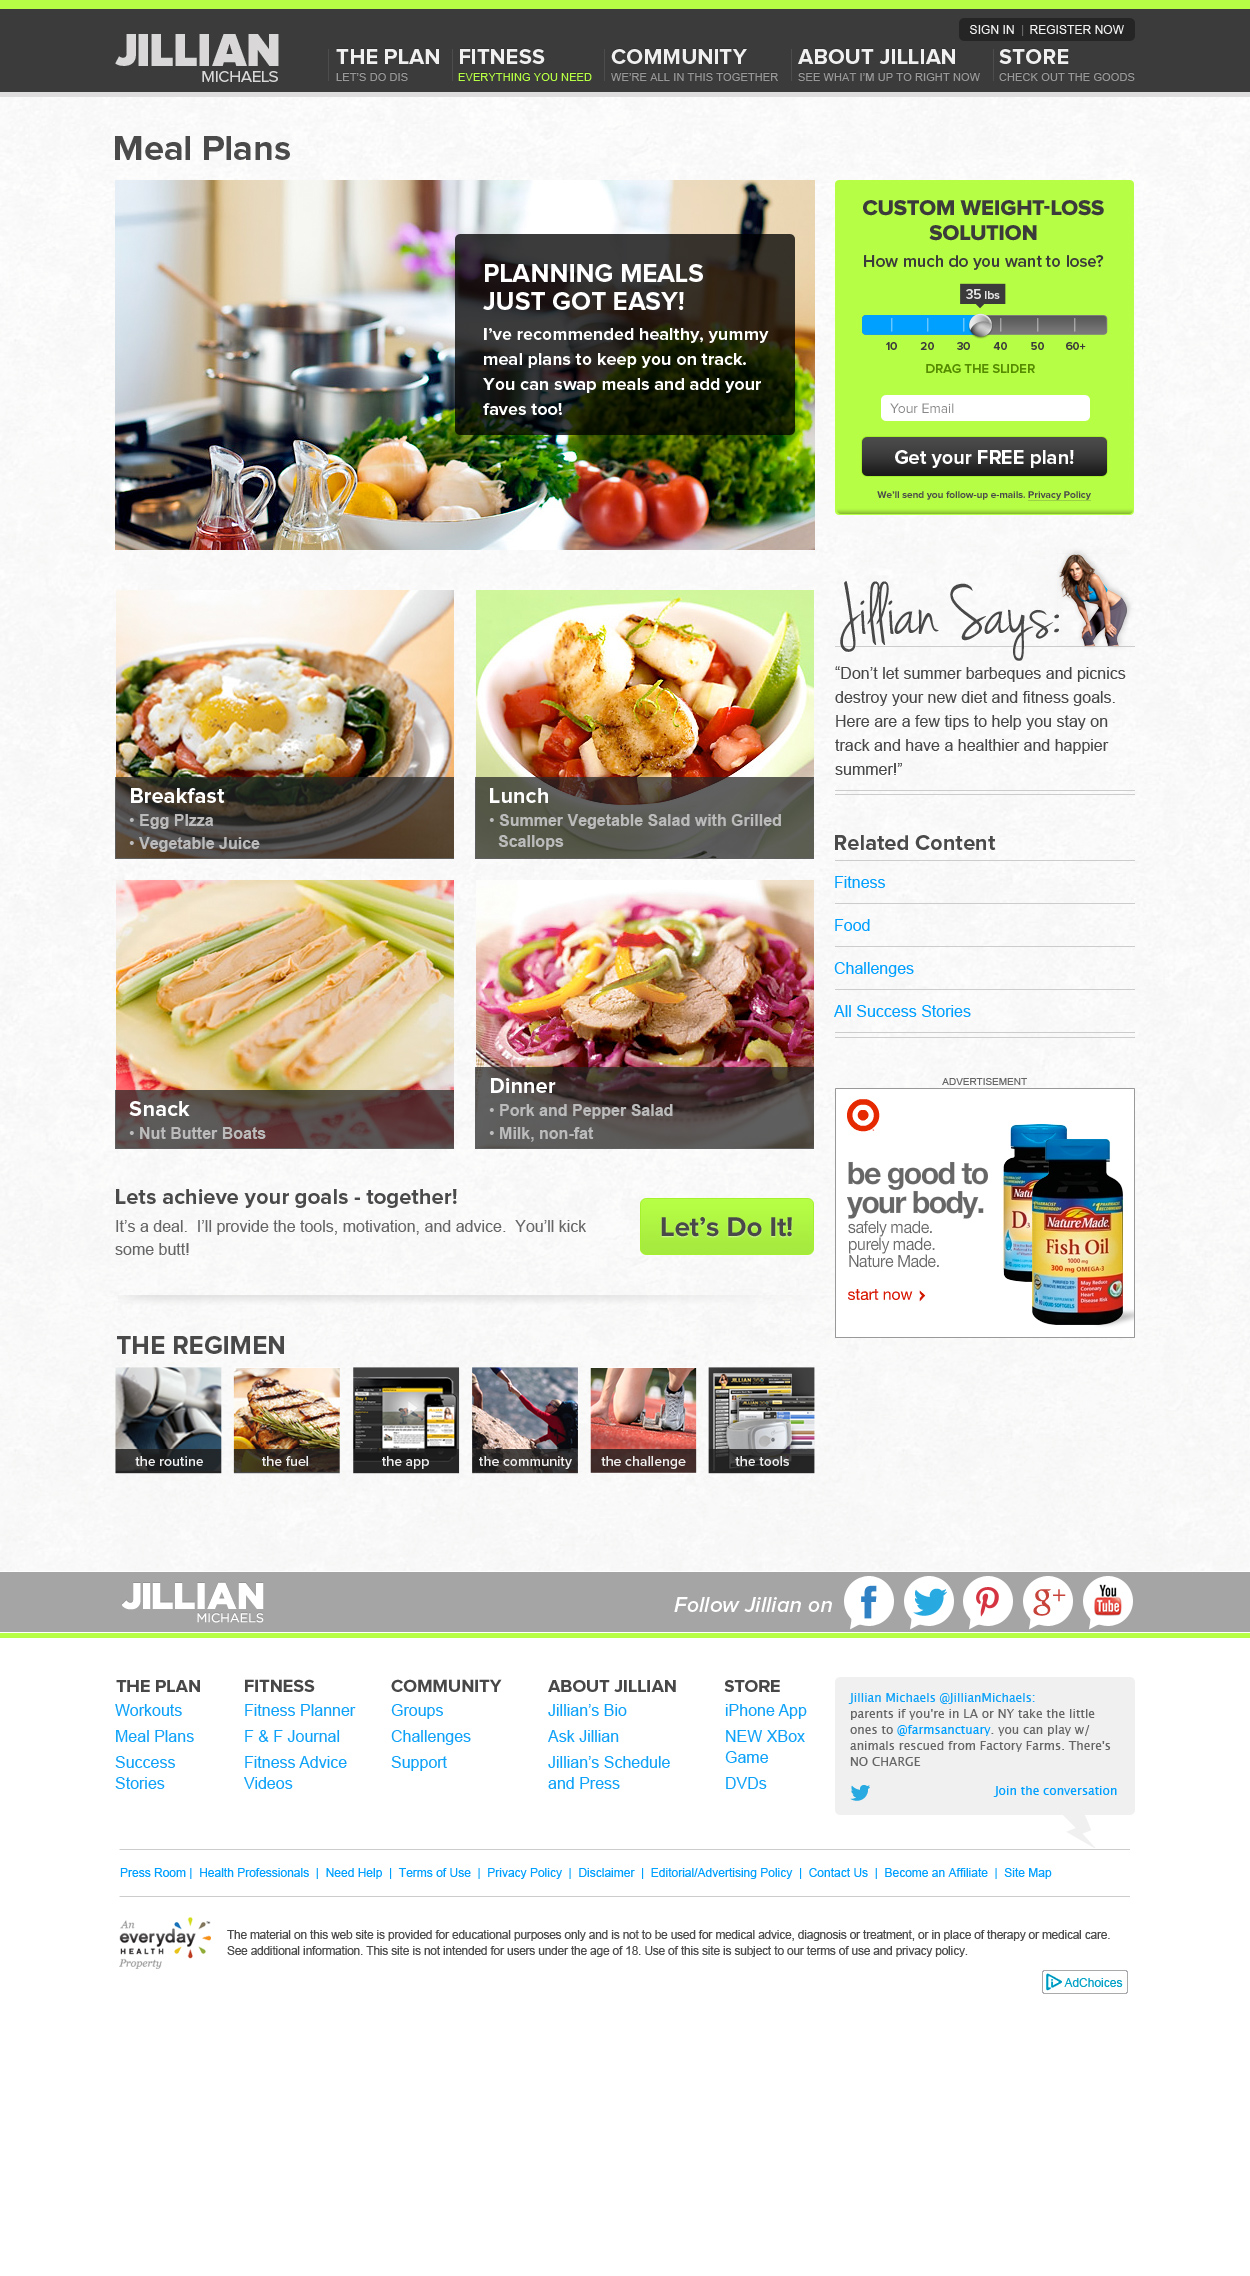 SIGN IN | REGISTER NOW
JILLIAN
MICHAELS
THE PLAN
LET'S DO DIS
FITNESS
EVERYTHING YOU NEED
COMMUNITY
WE'RE ALL IN THIS TOGETHER
ABOUT JILLIAN
SEE WHAT I'M UP TO RIGHT NOW
STORE
CHECK OUT THE GOODS
Meal Plans
PLANNING MEALS
JUST GOT EASY!
I've recommended healthy, yummy
meal plans to keep you on track.
You can swap meals and add your
faves too!
CUSTOM WEIGHT-LOSS
SOLUTION
How much do you want to lose?
35 lbs
10 20 30 40 50 60+
DRAG THE SLIDER
Your Email
Get your FREE plan!
We'll send you follow-up e-mails. Privacy Policy
Jillian Says:
“Don't let summer barbeques and picnics
destroy your new diet and fitness goals.
Here are a few tips to help you stay on
track and have a healthier and happier
summer!”
Breakfast
• Egg PIzza
• Vegetable Juice
Lunch
• Summer Vegetable Salad with Grilled
Scallops
Snack
• Nut Butter Boats
Dinner
• Pork and Pepper Salad
• Milk, non-fat
Related Content
Fitness
Food
Challenges
All Success Stories
ADVERTISEMENT
be good to
your body.
safely made.
purely made.
Nature Made.
start now
D3
Nature Made
Fish Oil
1000 mg
300 mg OMEGA-3
May Reduce
Coronary
Heart
Disease Risk
Lets achieve your goals - together!
It's a deal.  I'll provide the tools, motivation, and advice.  You'll kick
some butt!
Let's Do It!
THE REGIMEN
the routine
the fuel
the app
the community
the challenge
the tools
JILLIAN
MICHAELS
Follow Jillian on
f
g+
You
Tube
THE PLAN
Workouts
Meal Plans
Success
Stories
FITNESS
Fitness Planner
F & F Journal
Fitness Advice
Videos
COMMUNITY
Groups
Challenges
Support
ABOUT JILLIAN
Jillian's Bio
Ask Jillian
Jillian's Schedule
and Press
STORE
iPhone App
NEW XBox
Game
DVDs
Jillian Michaels @JillianMichaels:
parents if you're in LA or NY take the little
ones to @farmsanctuary. you can play w/
animals rescued from Factory Farms. There's
NO CHARGE
Join the conversation
Press Room | Health Professionals | Need Help | Terms of Use | Privacy Policy | Disclaimer | Editorial/Advertising Policy | Contact Us | Become an Affiliate | Site Map
An
everyday
HEALTH
Property
The material on this web site is provided for educational purposes only and is not to be used for medical advice, diagnosis or treatment, or in place of therapy or medical care.
See additional information. This site is not intended for users under the age of 18. Use of this site is subject to our terms of use and privacy policy.
AdChoices